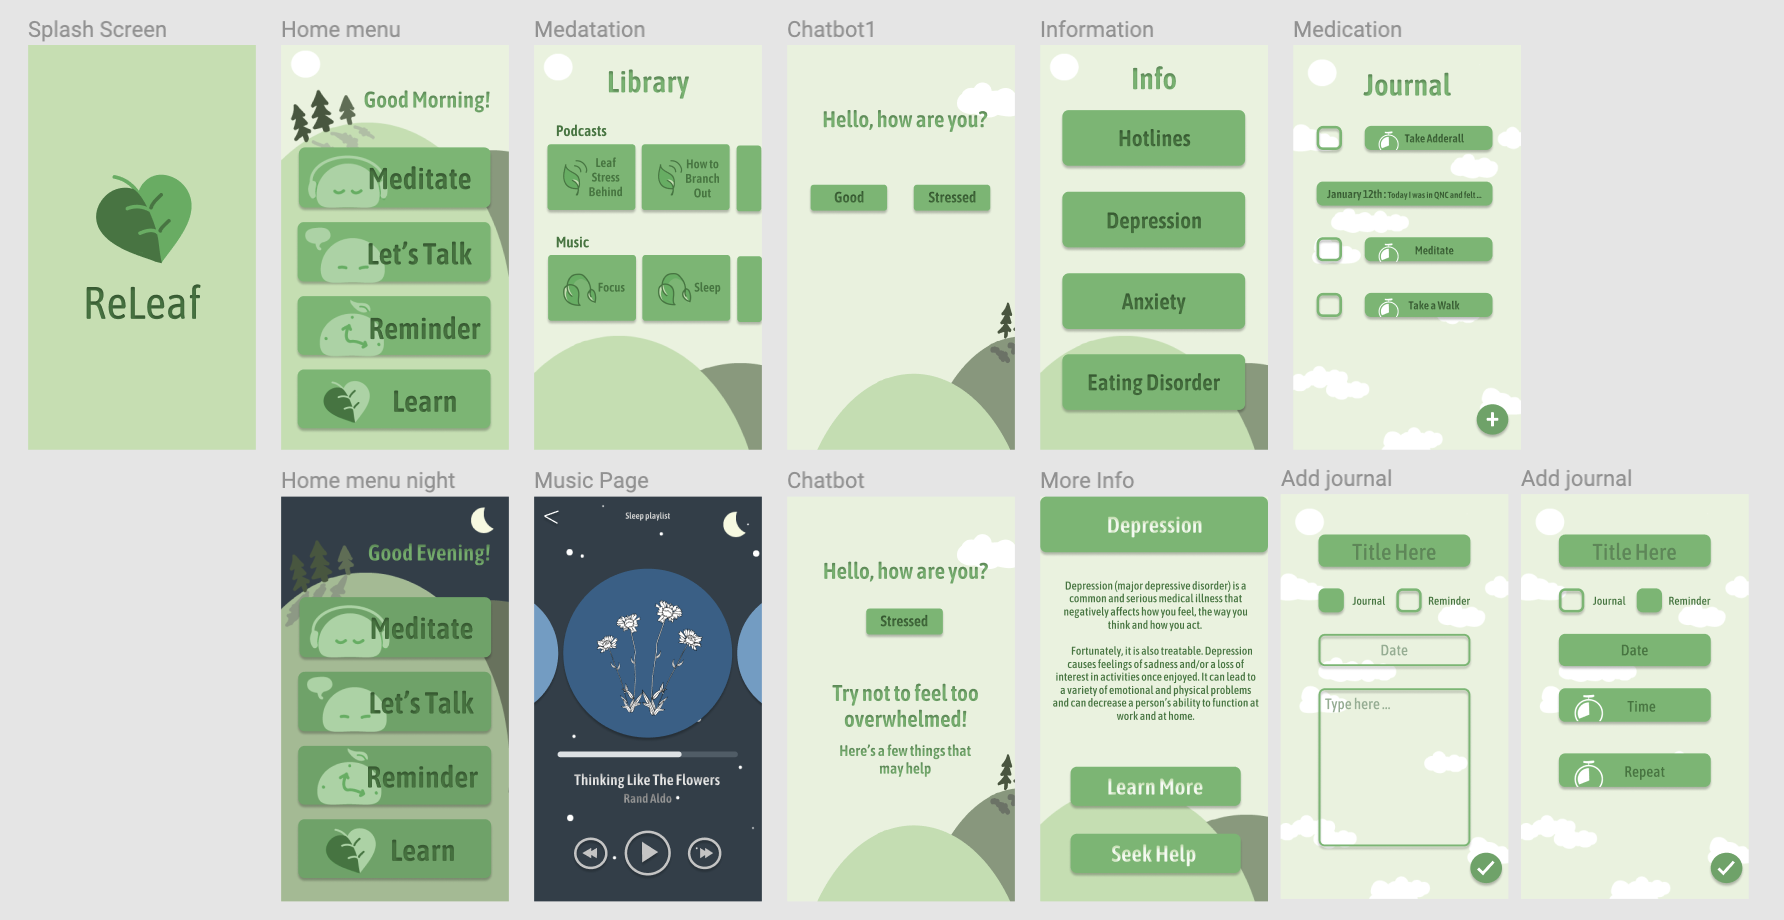 Splash Screen
ReLeaf
Home menu
Good Morning!
Meditate
Let's Talk
Reminder
Learn
Medatation
Library
Podcasts
Leaf
Stress
Behind
How to
Branch
Out
Music
Focus
Sleep
Chatbot1
Hello, how are you?
Good
Stressed
Information
Info
Hotlines
Depression
Anxiety
Eating Disorder
Medication
Journal
Take Adderall
January 12th: Today I was in QNC and felt...
Meditate
Take a Walk
Home menu night
Good Evening!
Meditate
Let's Talk
Reminder
Learn
Music Page
Sleep playlist
Thinking Like The Flowers
Rand Aldo
Chatbot
Hello, how are you?
Stressed
Try not to feel too
overwhelmed!
Here's a few things that
may help
More Info
Depression
Depression (major depressive disorder) is a
common and serious medical illness that
negatively affects how you feel, the way you
think and how you act.
Fortunately, it is also treatable. Depression
causes feelings of sadness and/or a loss of
interest in activities once enjoyed. It can lead to
a variety of emotional and physical problems
and can decrease a person's ability to function at
work and at home.
Learn More
Seek Help
Add journal
Title Here
Journal
Reminder
Date
Type here ...
Add journal
Title Here
Journal
Reminder
Date
Time
Repeat